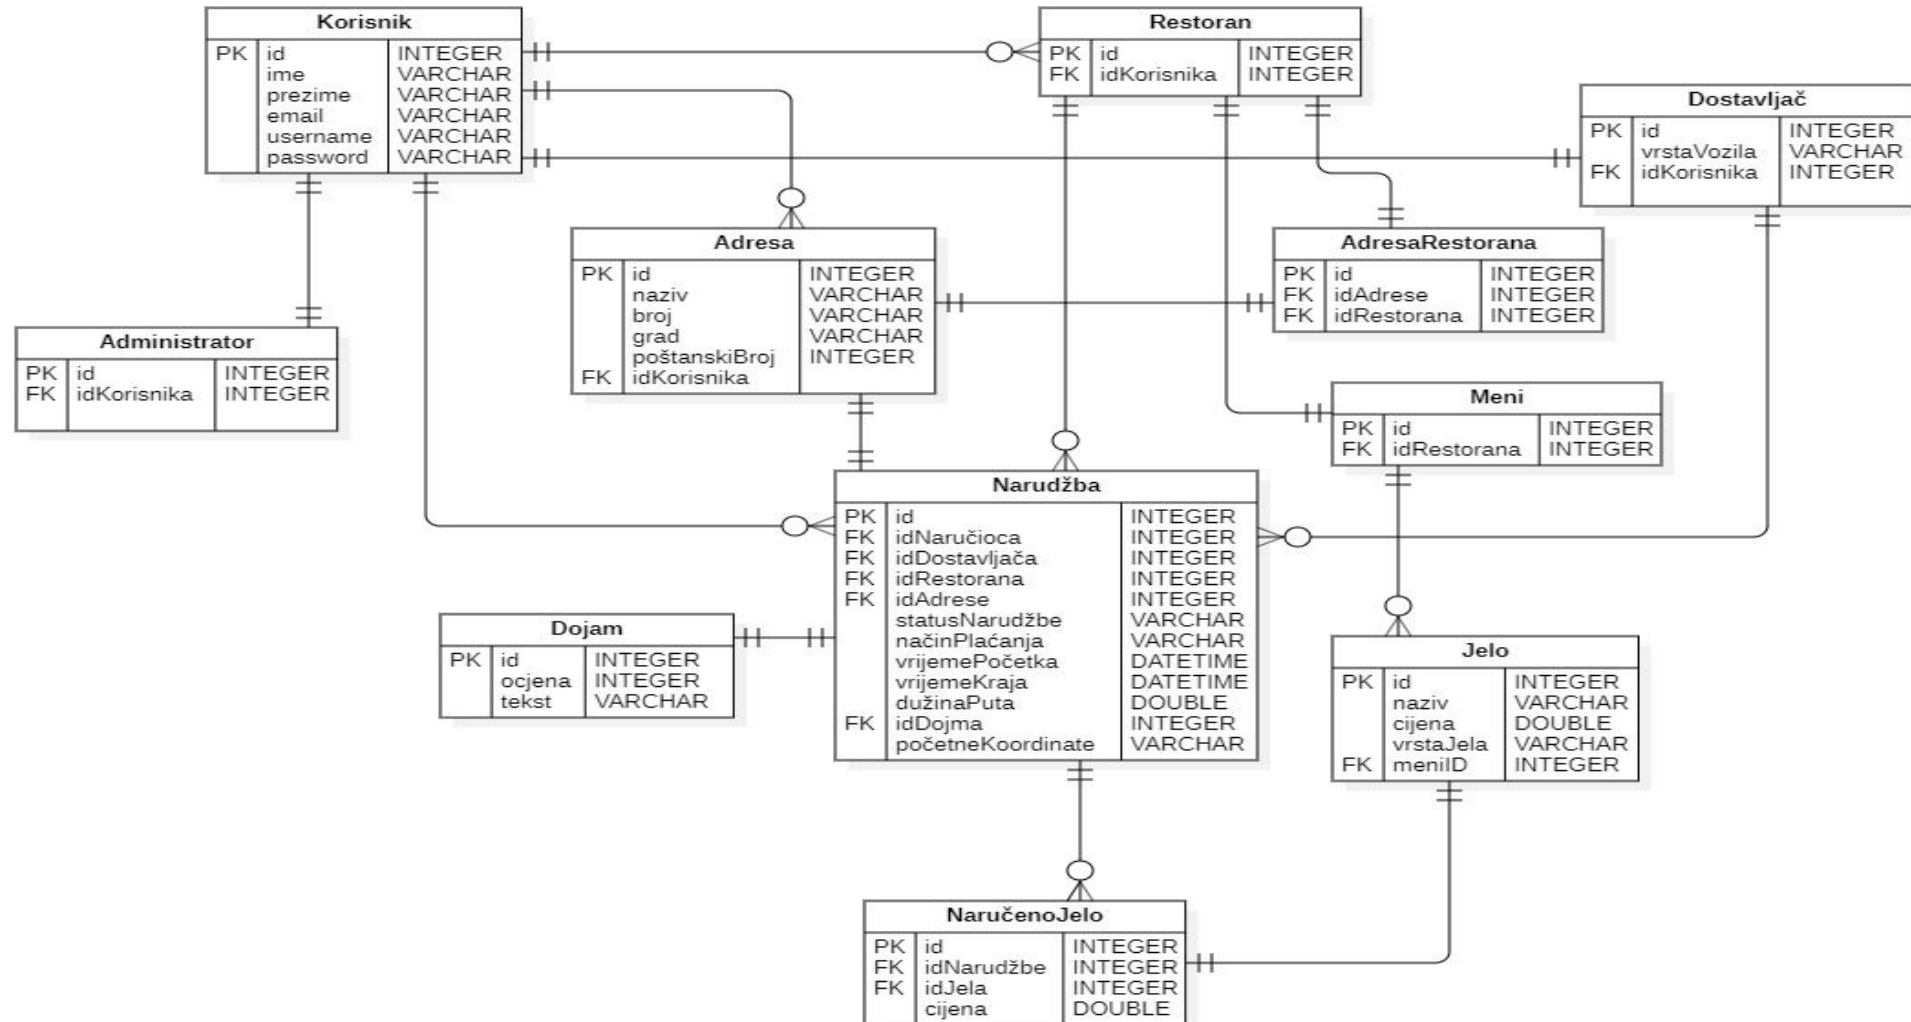 Korisnik
PK id INTEGER
ime VARCHAR
prezime VARCHAR
email VARCHAR
username VARCHAR
password VARCHAR
Restoran
PK id INTEGER
FK idKorisnika INTEGER
Dostavljač
PK id INTEGER
vrstaVozila VARCHAR
FK idKorisnika INTEGER
Adresa
PK id INTEGER
naziv VARCHAR
broj VARCHAR
grad VARCHAR
poštanskiBroj INTEGER
FK idKorisnika
AdresaRestorana
PK id INTEGER
FK idAdrese INTEGER
FK idRestorana INTEGER
Administrator
PK id INTEGER
FK idKorisnika INTEGER
Meni
PK id INTEGER
FK idRestorana INTEGER
Narudžba
PK id INTEGER
FK idNaručioca INTEGER
FK idDostavljača INTEGER
FK idRestorana INTEGER
FK idAdrese INTEGER
statusNarudžbe VARCHAR
načinPlaćanja VARCHAR
vrijemePočetka DATETIME
vrijemeKraja DATETIME
dužinaPuta DOUBLE
FK idDojma INTEGER
početneKoordinate VARCHAR
Dojam
PK id INTEGER
ocjena INTEGER
tekst VARCHAR
Jelo
PK id INTEGER
naziv VARCHAR
cijena DOUBLE
vrstaJela VARCHAR
FK meniID INTEGER
NaručenoJelo
PK id INTEGER
FK idNarudžbe INTEGER
FK idJela INTEGER
cijena DOUBLE